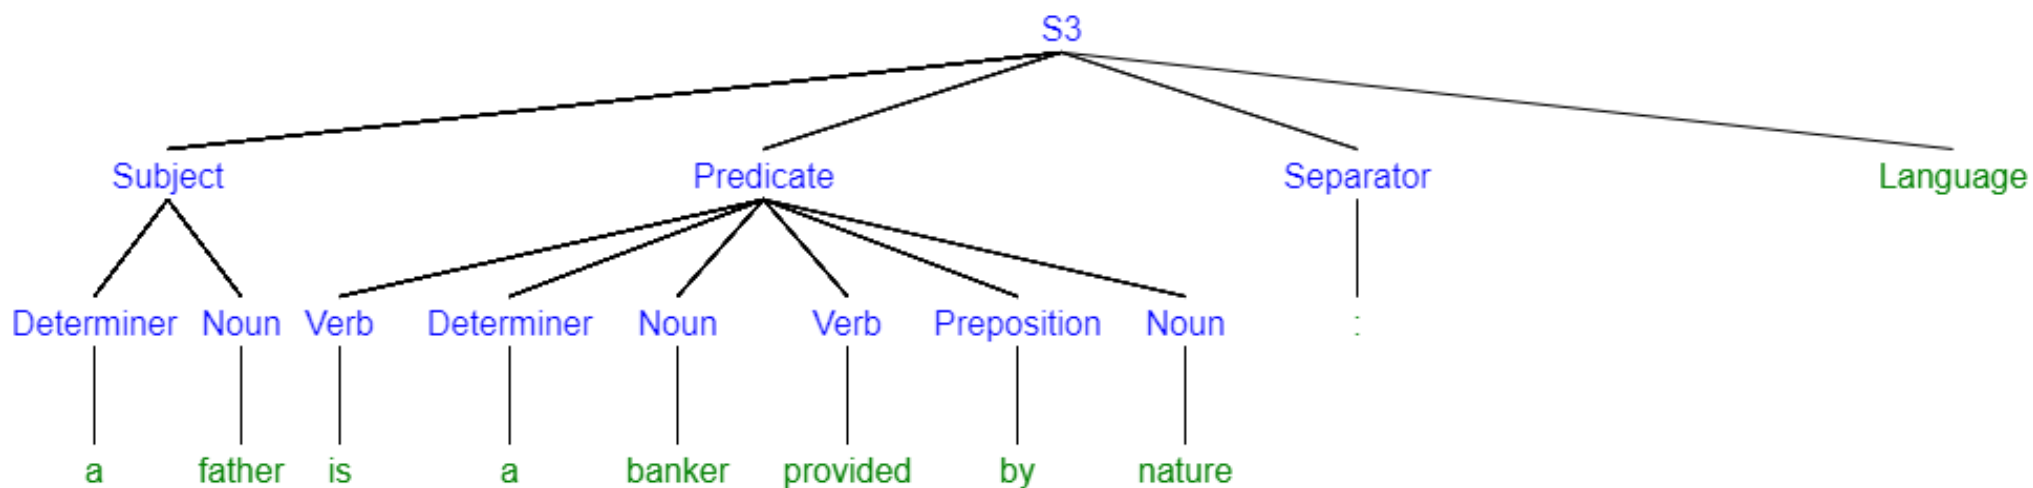 S3
Subject Predicate Separator Language
Determiner Noun Verb Determiner Noun Verb Preposition Noun :
a father is a banker provided by nature